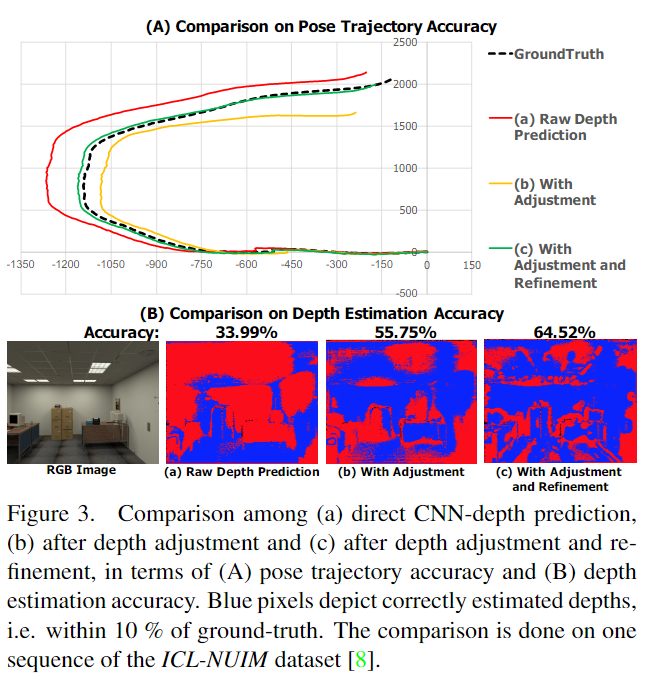 (A) Comparison on Pose Trajectory Accuracy
2500
2000
1500
1000
500
0
-500
-1350 -1200 -1050 -900 -750 -600 -450 -300 -150 0 150
GroundTruth
(a) Raw Depth
Prediction
(b) With
Adjustment
(c) With
Adjustment and
Refinement
(B) Comparison on Depth Estimation Accuracy
Accuracy: 33.99% 55.75% 64.52%
RGB Image (a) Raw Depth Prediction (b) With Adjustment (c) With Adjustment
and Refinement
Figure 3. Comparison among (a) direct CNN-depth prediction,
(b) after depth adjustment and (c) after depth adjustment and re-
finement, in terms of (A) pose trajectory accuracy and (B) depth
estimation accuracy. Blue pixels depict correctly estimated depths,
i.e. within 10 % of ground-truth. The comparison is done on one
sequence of the ICL-NUIM dataset [8].